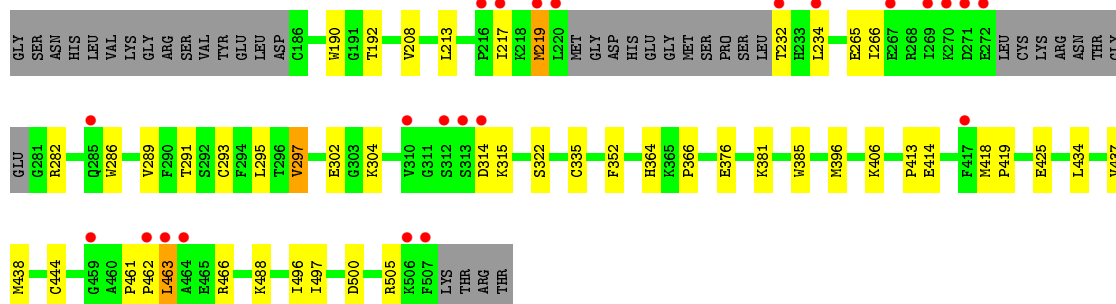 GLY SER ASN HIS LEU VAL LYS GLY ARG SER VAL TYR GLU LEU ASP C186 W190 G191 T192 V208 L213 P216 I217 K218 M219 L220 MET GLY ASP HIS GLU GLY MET SER PRO SER LEU T232 H233 L234 E265 I266 E267 R268 I269 K270 D271 E272 LEU CYS LYS ARG ASN THR GLY
GLU G281 R282 Q285 W286 V289 F290 T291 S292 C293 F294 L295 T296 V297 E302 G303 K304 V310 G311 S312 S313 D314 K315 S322 C335 F352 H364 K365 P366 E376 K381 W385 M396 K406 P413 E414 F417 M418 P419 E425 L434 V437
M438 C444 G459 A460 P461 P462 L463 A464 E465 R466 K488 I496 I497 D500 R505 K506 F507 LYS THR ARG THR